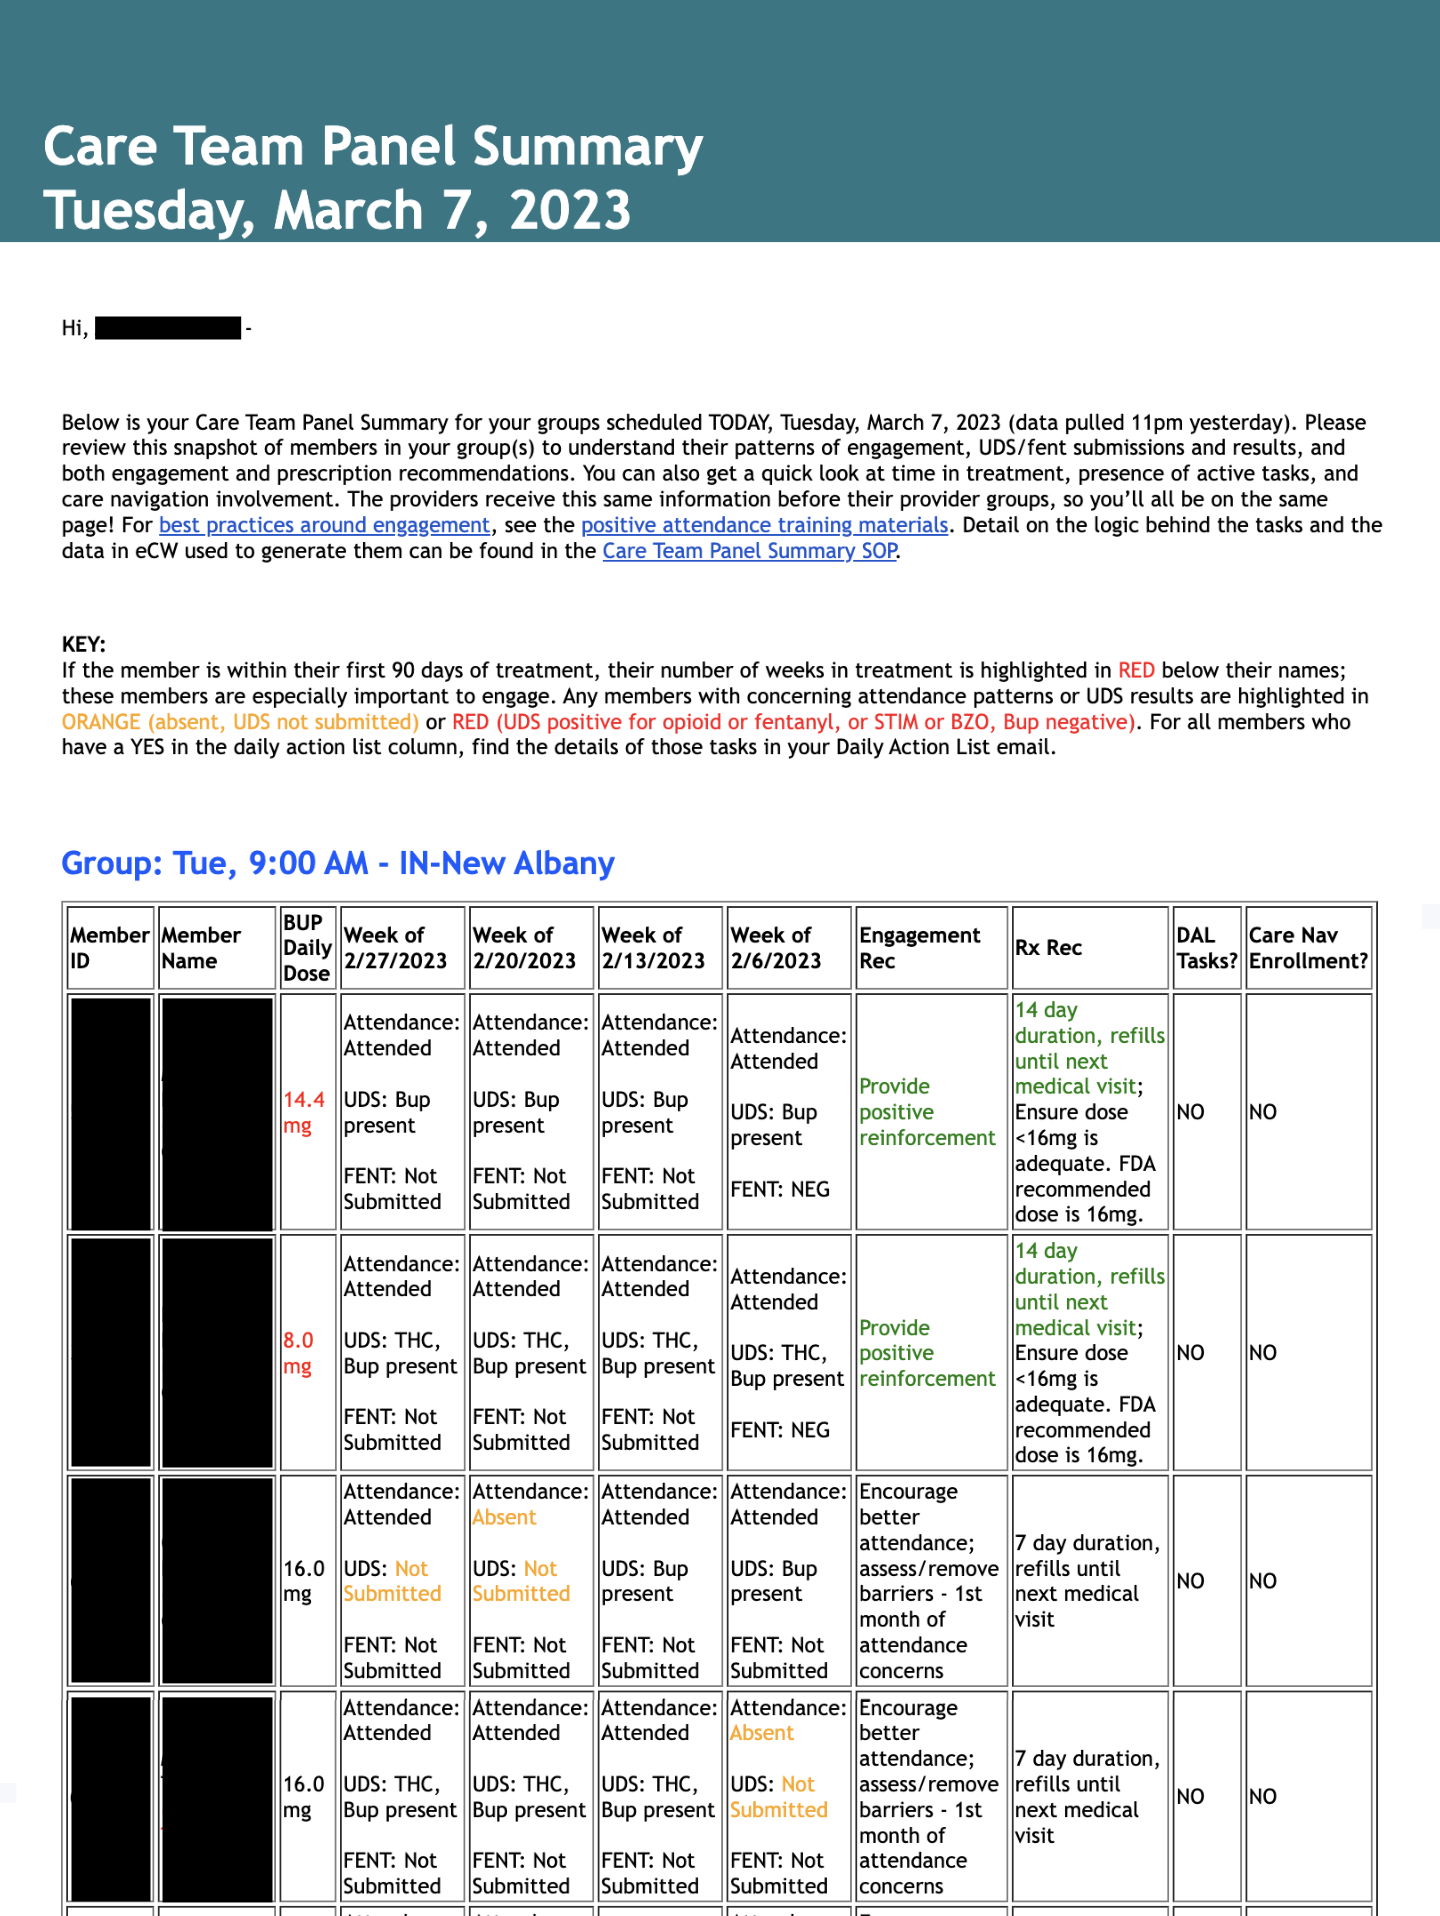 Care Team Panel Summary
Tuesday, March 7, 2023
Hi, -
Below is your Care Team Panel Summary for your groups scheduled TODAY, Tuesday, March 7, 2023 (data pulled 11pm yesterday). Please
review this snapshot of members in your group(s) to understand their patterns of engagement, UDS/fent submissions and results, and
both engagement and prescription recommendations. You can also get a quick look at time in treatment, presence of active tasks, and
care navigation involvement. The providers receive this same information before their provider groups, so you’ll all be on the same
page! For best practices around engagement, see the positive attendance training materials. Detail on the logic behind the tasks and the
data in eCW used to generate them can be found in the Care Team Panel Summary SOP.
KEY:
If the member is within their first 90 days of treatment, their number of weeks in treatment is highlighted in RED below their names;
these members are especially important to engage. Any members with concerning attendance patterns or UDS results are highlighted in
ORANGE (absent, UDS not submitted) or RED (UDS positive for opioid or fentanyl, or STIM or BZO, Bup negative). For all members who
have a YES in the daily action list column, find the details of those tasks in your Daily Action List email.
Group: Tue, 9:00 AM - IN-New Albany
Member
ID
Member
Name
BUP
Daily
Dose
Week of
2/27/2023
Week of
2/20/2023
Week of
2/13/2023
Week of
2/6/2023
Engagement
Rec
Rx Rec
DAL
Tasks?
Care Nav
Enrollment?
14.4
mg
Attendance:
Attended
UDS: Bup
present
FENT: Not
Submitted
Attendance:
Attended
UDS: Bup
present
FENT: Not
Submitted
Attendance:
Attended
UDS: Bup
present
FENT: Not
Submitted
Attendance:
Attended
UDS: Bup
present
FENT: NEG
Provide
positive
reinforcement
14 day
duration, refills
until next
medical visit;
Ensure dose
<16mg is
adequate. FDA
recommended
dose is 16mg.
NO
NO
8.0
mg
Attendance:
Attended
UDS: THC,
Bup present
FENT: Not
Submitted
Attendance:
Attended
UDS: THC,
Bup present
FENT: Not
Submitted
Attendance:
Attended
UDS: THC,
Bup present
FENT: Not
Submitted
Attendance:
Attended
UDS: THC,
Bup present
FENT: NEG
Provide
positive
reinforcement
14 day
duration, refills
until next
medical visit;
Ensure dose
<16mg is
adequate. FDA
recommended
dose is 16mg.
NO
NO
16.0
mg
Attendance:
Attended
UDS: Not
Submitted
FENT: Not
Submitted
Attendance:
Absent
UDS: Not
Submitted
FENT: Not
Submitted
Attendance:
Attended
UDS: Bup
present
FENT: Not
Submitted
Attendance:
Attended
UDS: Bup
present
FENT: Not
Submitted
Encourage
better
attendance;
assess/remove
barriers - 1st
month of
attendance
concerns
7 day duration,
refills until
next medical
visit
NO
NO
16.0
mg
Attendance:
Attended
UDS: THC,
Bup present
FENT: Not
Submitted
Attendance:
Attended
UDS: THC,
Bup present
FENT: Not
Submitted
Attendance:
Attended
UDS: THC,
Bup present
FENT: Not
Submitted
Attendance:
Absent
UDS: Not
Submitted
FENT: Not
Submitted
Encourage
better
attendance;
assess/remove
barriers - 1st
month of
attendance
concerns
7 day duration,
refills until
next medical
visit
NO
NO